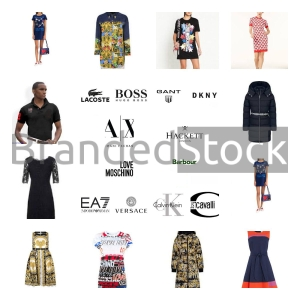 LACOSTE BOSS HUGO BOSS GANT DKNY
A|X
ARMANI EXCHANGE
HACKETT
LONDON
BrandedStock
LOVE MOSCHINO
Barbour
EA7 EMPORIO ARMANI VERSACE Calvin Klein just cavalli